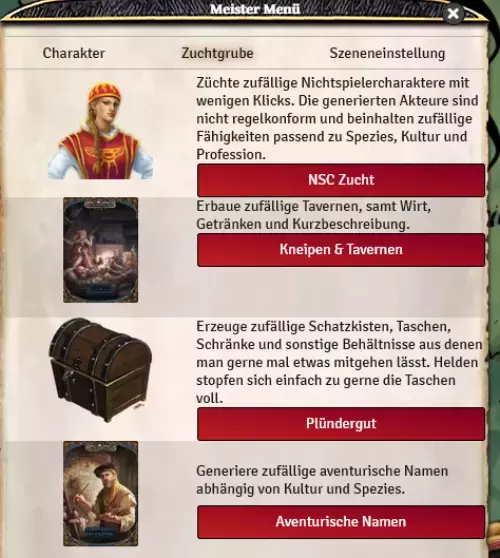 Meister Menü
Charakter
Zuchtgrube
Szeneneinstellung
Züchte zufällige Nichtspielercharaktere mit
wenigen Klicks. Die generierten Akteure sind
nicht regelkonform und beinhalten zufällige
Fähigkeiten passend zu Spezies, Kultur und
Profession.
NSC Zucht
Erbaue zufällige Tavernen, samt Wirt,
Getränken und Kurzbeschreibung.
Kneipen & Tavernen
Erzeuge zufällige Schatzkisten, Taschen,
Schränke und sonstige Behältnisse aus denen
man gerne mal etwas mitgehen lässt. Helden
stopfen sich einfach zu gerne die Taschen
voll.
Plündergut
Generiere zufällige aventurische Namen
abhängig von Kultur und Spezies.
Aventurische Namen